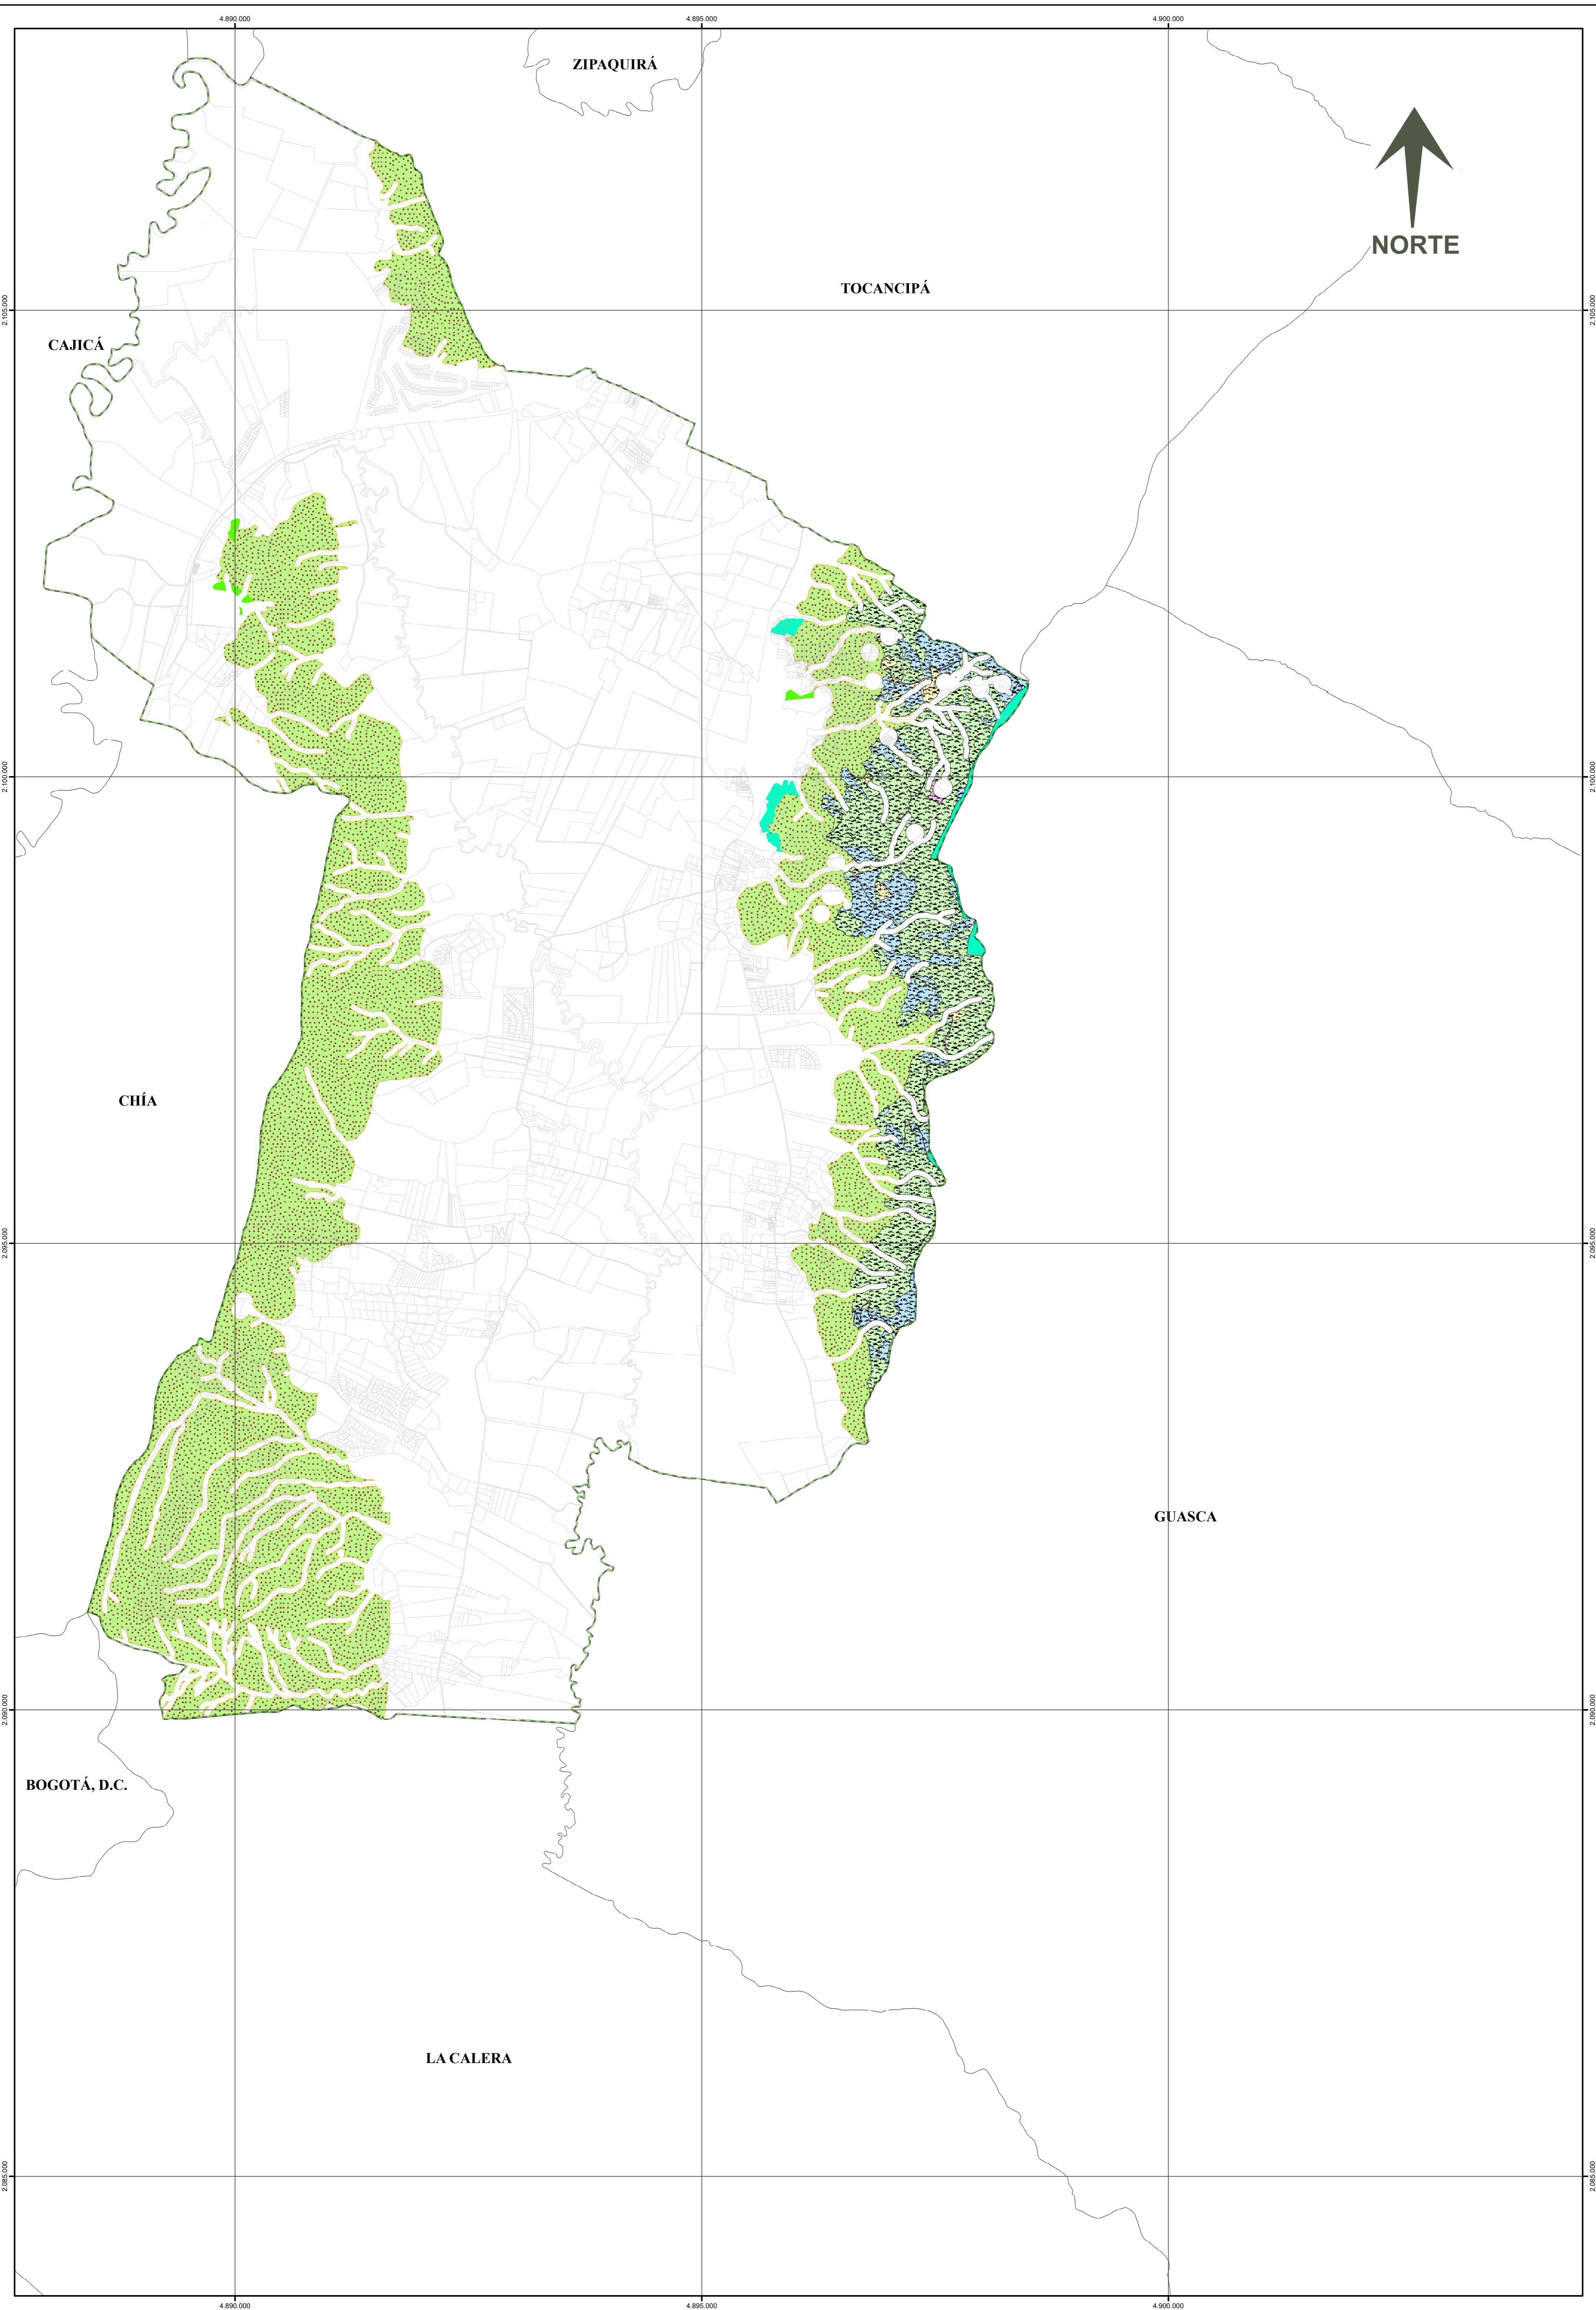 4.890.000
4.895.000
4.900.000
ZIPAQUIRÁ
NORTE
TOCANCIPÁ
2.105.000
2.105.000
CAJICÁ
2.100.000
2.100.000
CHÍA
2.095.000
2.095.000
GUASCA
2.090.000
2.090.000
BOGOTÁ, D.C.
LA CALERA
2.085.000
2.085.000
4.890.000
4.895.000
4.900.000